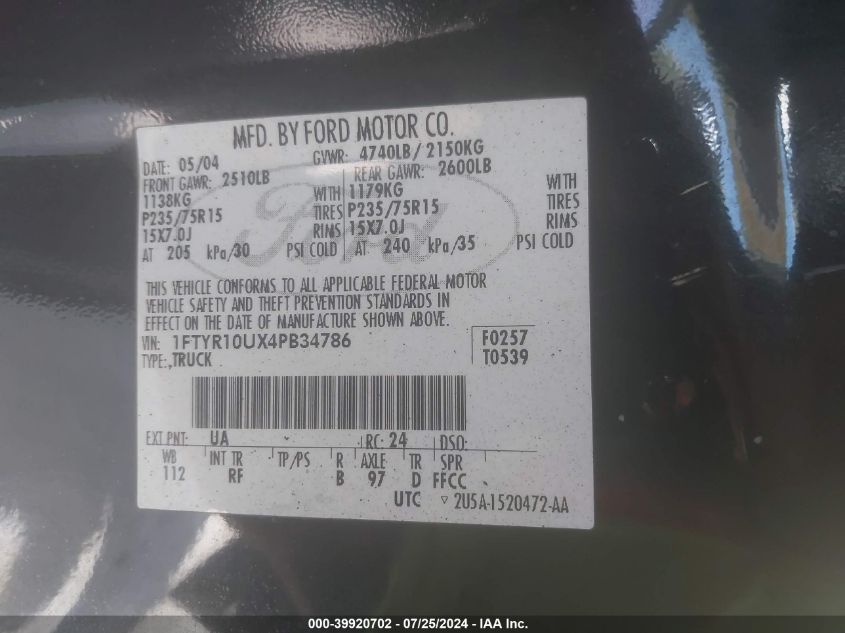 MFD. BY FORD MOTOR CO.
DATE: 05/04 GVWR: 4740LB / 2150KG
FRONT GAWR: 2510LB REAR GAWR: 2600LB
1138KG WITH 1179KG WITH
P235/75R15 TIRES P235/75R15 TIRES
15X7.0J RIMS 15X7.0J RIMS
AT 205 kPa/30 PSI COLD AT 240 kPa/35 PSI COLD
Ford
THIS VEHICLE CONFORMS TO ALL APPLICABLE FEDERAL MOTOR
VEHICLE SAFETY AND THEFT PREVENTION STANDARDS IN
EFFECT ON THE DATE OF MANUFACTURE SHOWN ABOVE.
VIN: 1FTYR10UX4PB34786 F0257
TYPE: ,TRUCK T0539
EXT PNT: UA RC: 24 DSO:
WB INT TR TP/PS R AXLE TR SPR
112 RF B 97 D FFCC
UTC ▽ 2U5A-1520472-AA
000-39920702 - 07/25/2024 - IAA Inc.